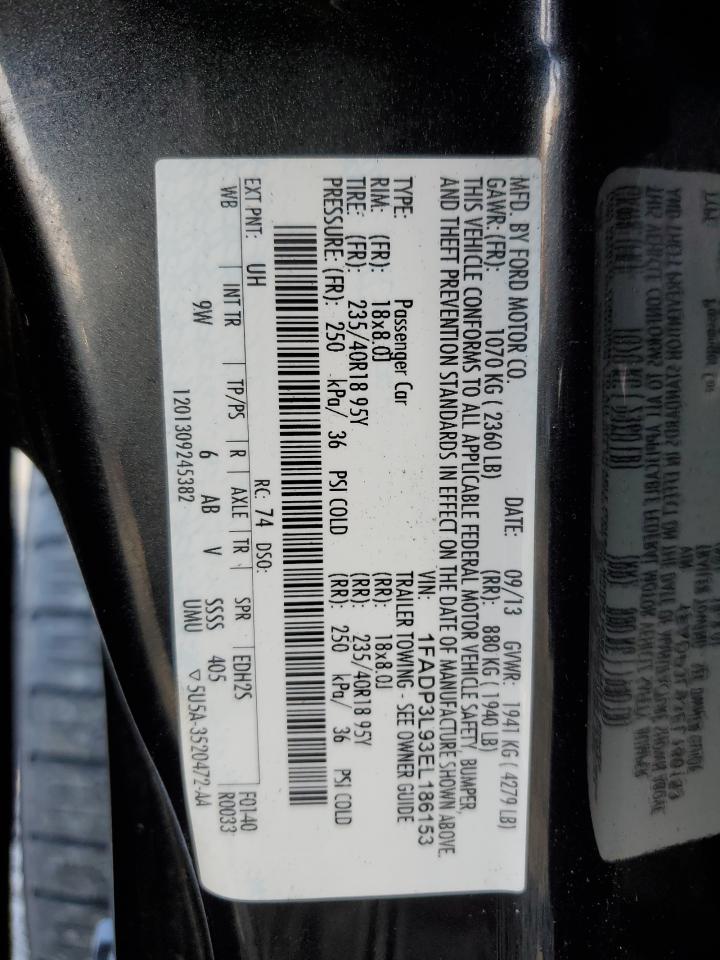 MFD. BY FORD MOTOR CO. DATE: 09/13 GVWR: 1941 KG ( 4279 LB)
GAWR: (FR): 1070 KG ( 2360 LB) (RR): 880 KG ( 1940 LB)
THIS VEHICLE CONFORMS TO ALL APPLICABLE FEDERAL MOTOR VEHICLE SAFETY, BUMPER,
AND THEFT PREVENTION STANDARDS IN EFFECT ON THE DATE OF MANUFACTURE SHOWN ABOVE.
VIN: 1FADP3L93EL186153
TYPE: Passenger Car TRAILER TOWING - SEE OWNER GUIDE
RIM: (FR): 18x8.0J (RR): 18x8.0J
TIRE: (FR): 235/40R18 95Y (RR): 235/40R18 95Y
PRESSURE: (FR): 250 kPa/ 36 PSI COLD (RR): 250 kPa/ 36 PSI COLD
EXT PNT: UH RC: 74 DSO: F0140
WB INT TR TP/PS R AXLE TR SPR EDH2S R0033
9W 6 AB V SSSS 405
1201309245382 UMU ▽5U5A-3520472-AA